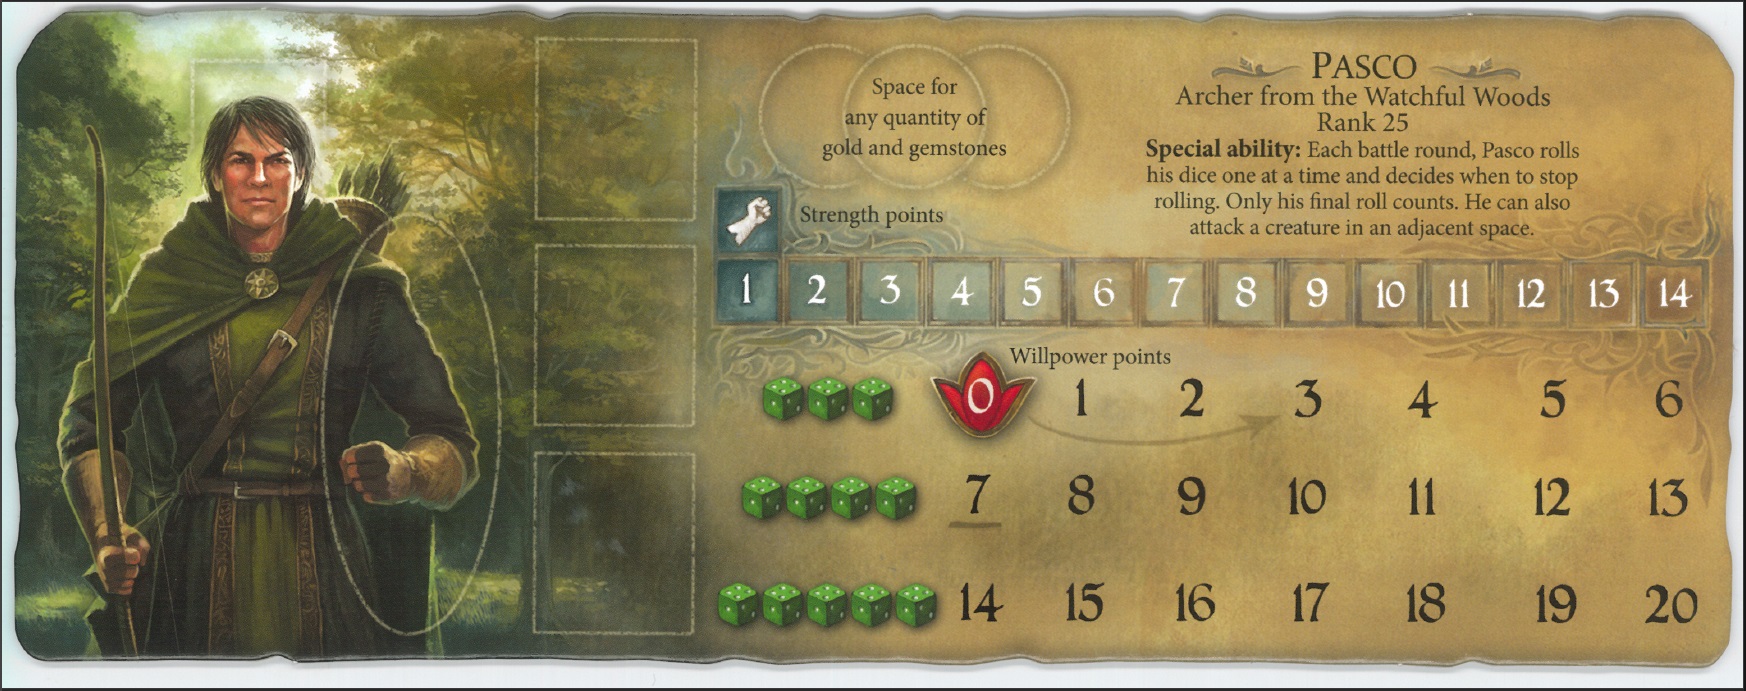 Space for
any quantity of
gold and gemstones
PASCO
Archer from the Watchful Woods
Rank 25
Special ability: Each battle round, Pasco rolls
his dice one at a time and decides when to stop
rolling. Only his final roll counts. He can also
attack a creature in an adjacent space.
Strength points
1 2 3 4 5 6 7 8 9 10 11 12 13 14
Willpower points
0 1 2 3 4 5 6
7 8 9 10 11 12 13
14 15 16 17 18 19 20